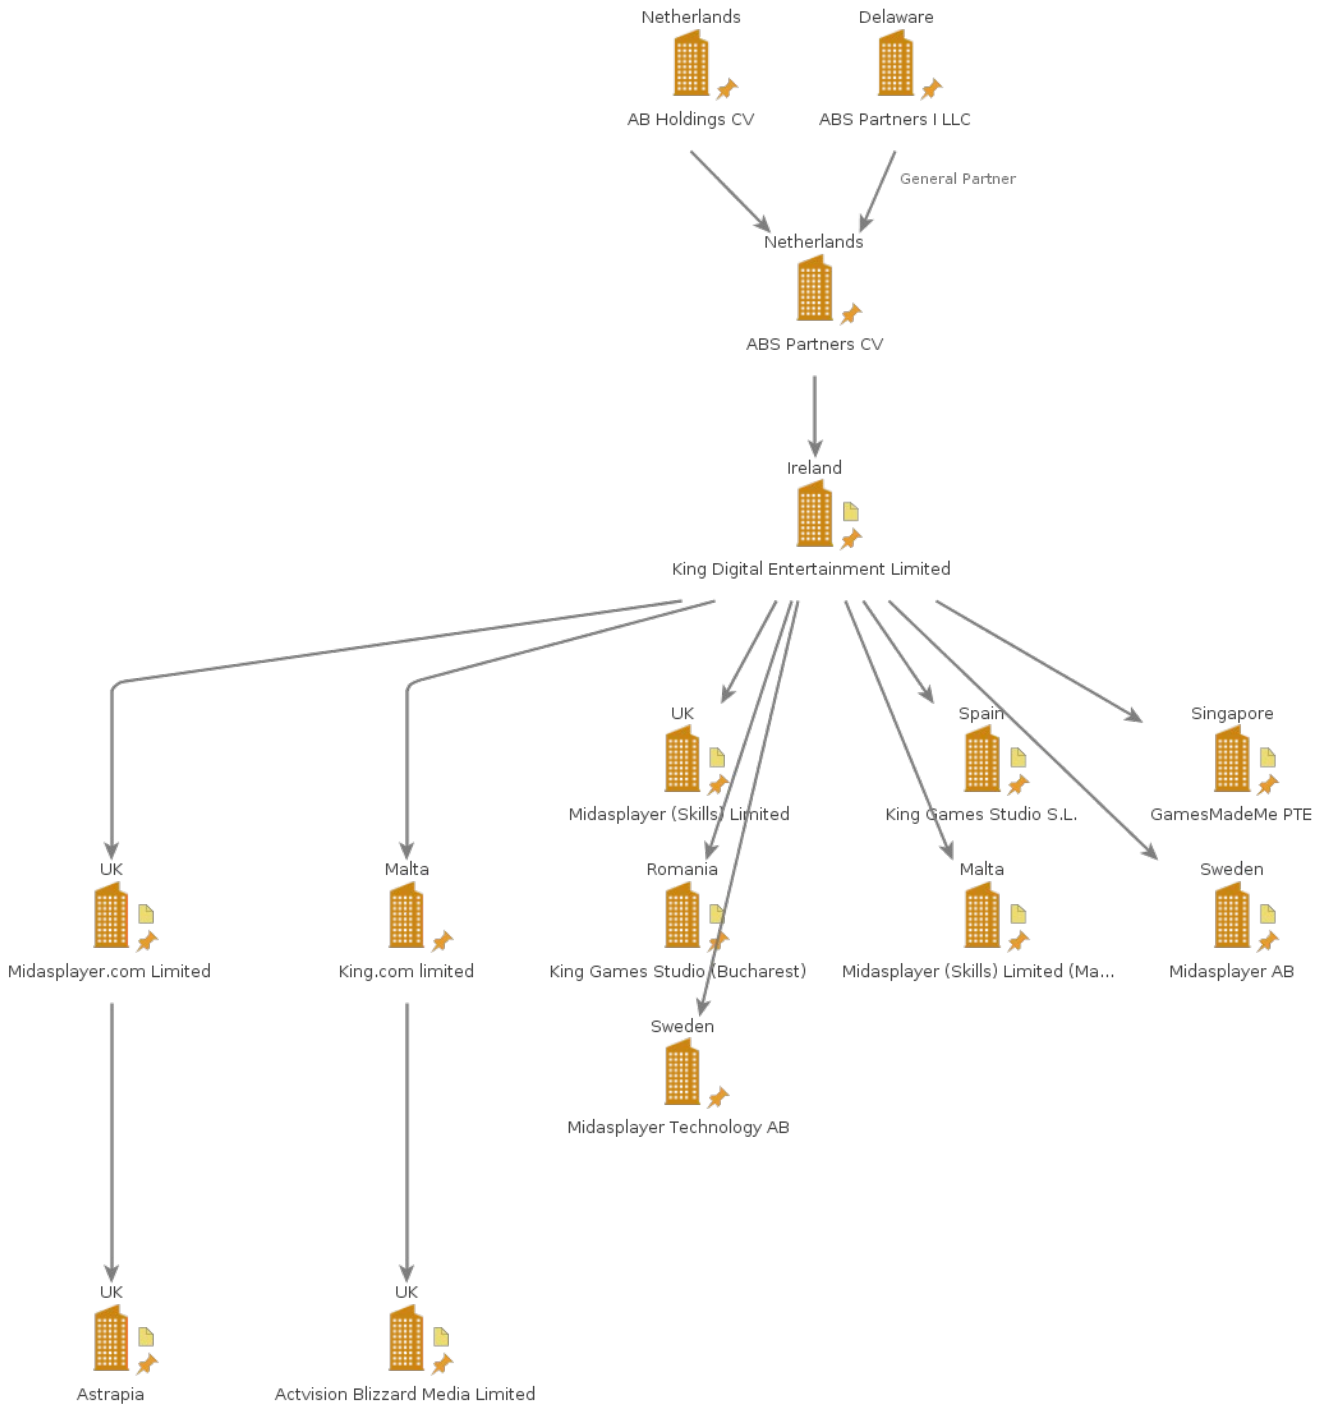 Netherlands
Delaware
AB Holdings CV
ABS Partners I LLC
General Partner
Netherlands
ABS Partners CV
Ireland
King Digital Entertainment Limited
UK
Spain
Singapore
Midasplayer (Skills) Limited
King Games Studio S.L.
GamesMadeMe PTE
UK
Malta
Romania
Malta
Sweden
Midasplayer.com Limited
King.com limited
King Games Studio (Bucharest)
Midasplayer (Skills) Limited (Ma...
Midasplayer AB
Sweden
Midasplayer Technology AB
UK
UK
Astrapia
Actvision Blizzard Media Limited